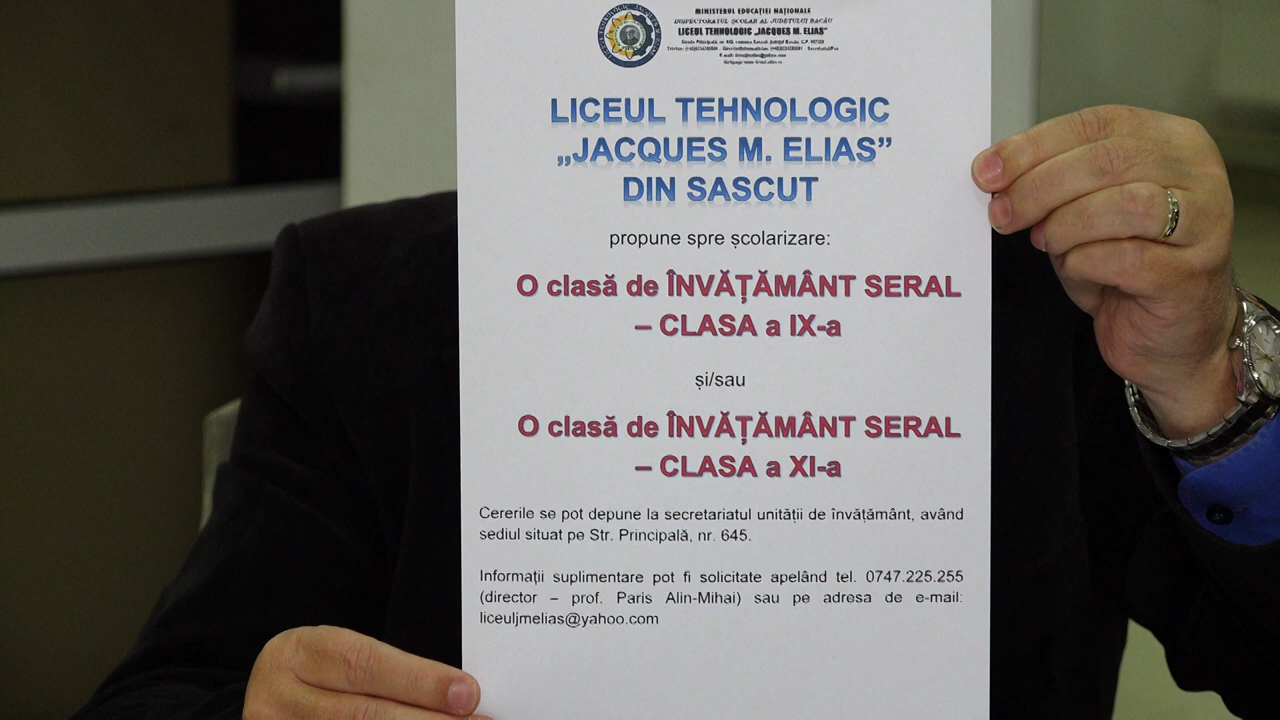 MINISTERUL EDUCAȚIEI NAȚIONALE
INSPECTORATUL ȘCOLAR AL JUDEȚULUI BACĂU
LICEUL TEHNOLOGIC „JACQUES M. ELIAS”
LICEUL TEHNOLOGIC
„JACQUES M. ELIAS”
DIN SASCUT
propune spre școlarizare:
O clasă de ÎNVĂȚĂMÂNT SERAL
– CLASA a IX-a
și/sau
O clasă de ÎNVĂȚĂMÂNT SERAL
– CLASA a XI-a
Cererile se pot depune la secretariatul unității de învățământ, având
sediul situat pe Str. Principală, nr. 645.
Informații suplimentare pot fi solicitate apelând tel. 0747.225.255
(director – prof. Paris Alin-Mihai) sau pe adresa de e-mail:
liceuljmelias@yahoo.com